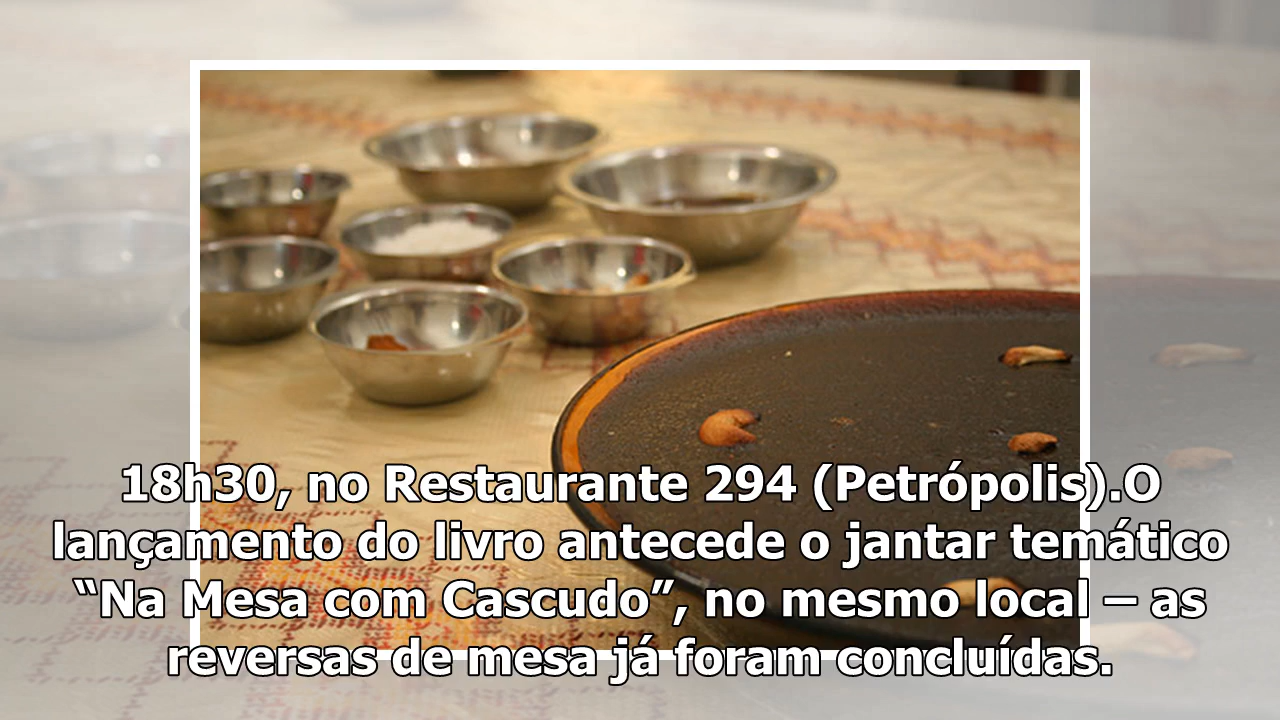 18h30, no Restaurante 294 (Petrópolis).O
lançamento do livro antecede o jantar temático
“Na Mesa com Cascudo”, no mesmo local – as
reversas de mesa já foram concluídas.